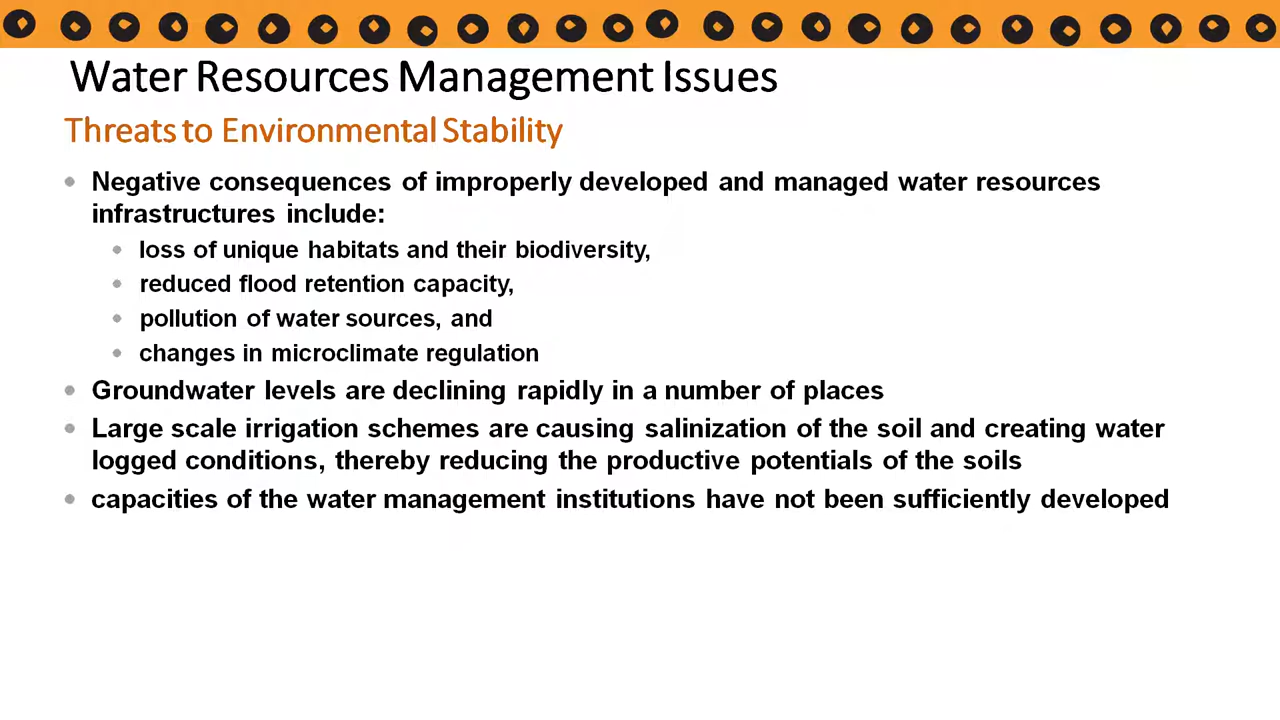 Water Resources Management Issues
Threats to Environmental Stability
• Negative consequences of improperly developed and managed water resources
infrastructures include:
• loss of unique habitats and their biodiversity,
• reduced flood retention capacity,
• pollution of water sources, and
• changes in microclimate regulation
• Groundwater levels are declining rapidly in a number of places
• Large scale irrigation schemes are causing salinization of the soil and creating water
logged conditions, thereby reducing the productive potentials of the soils
• capacities of the water management institutions have not been sufficiently developed